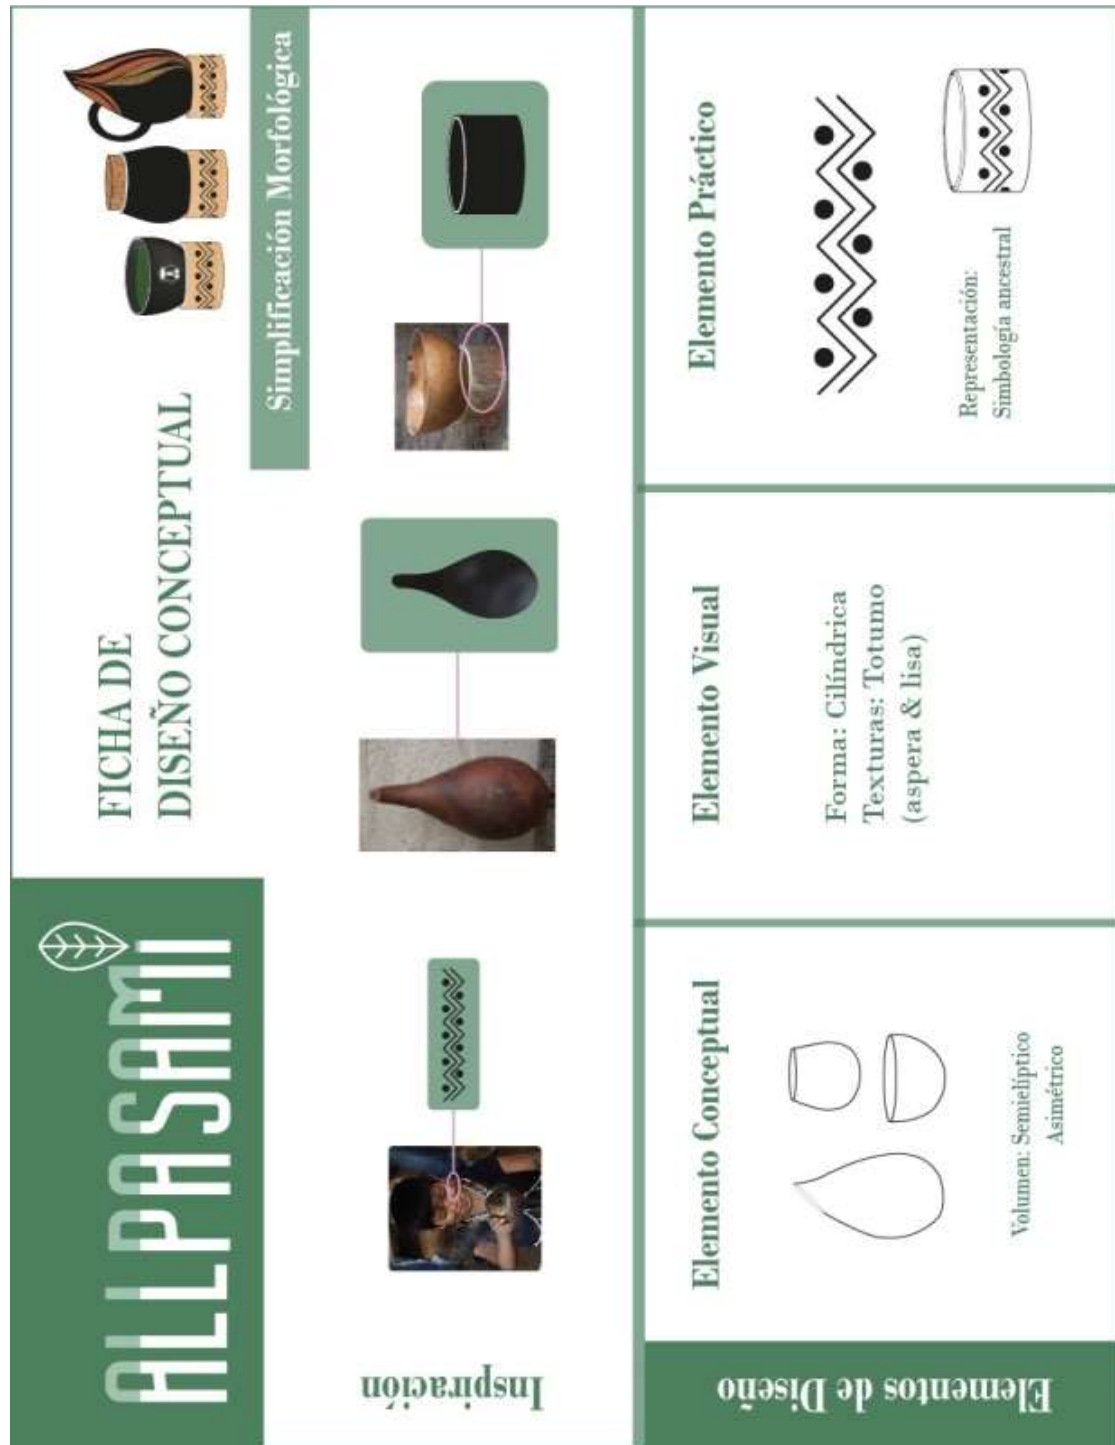 ALLPASAMI
FICHA DE
DISEÑO CONCEPTUAL
Simplificación Morfológica
Inspiración
Elementos de Diseño
Elemento Conceptual
Volumen: Semielíptico
Asimétrico
Elemento Visual
Forma: Cilíndrica
Texturas: Totumo
(aspera & lisa)
Elemento Práctico
Representación:
Simbología ancestral